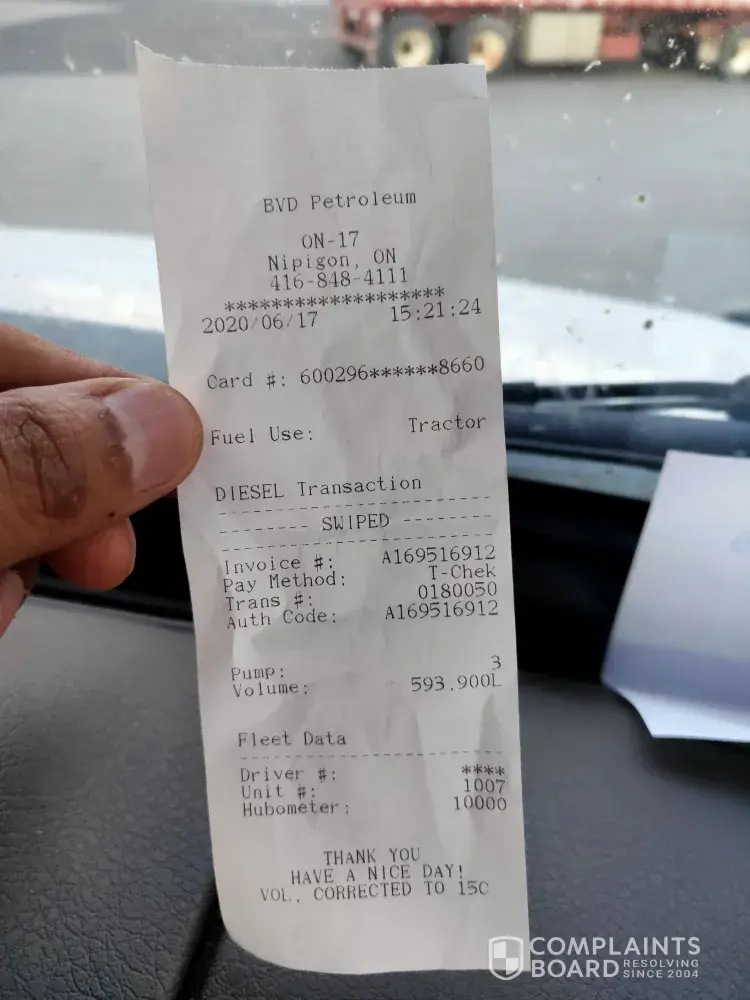 BVD Petroleum
ON-17
Nipigon, ON
416-848-4111
*******************
2020/06/17 15:21:24
Card #: 600296******8660
Fuel Use: Tractor
DIESEL Transaction
-------- SWIPED --------
Invoice #: A169516912
Pay Method: T-Chek
Trans #: 0180050
Auth Code: A169516912
Pump: 3
Volume: 593.900L
Fleet Data
Driver #: ****
Unit #: 1007
Hubometer: 10000
THANK YOU
HAVE A NICE DAY!
VOL. CORRECTED TO 15C
COMPLAINTS
BOARD RESOLVING SINCE 2004